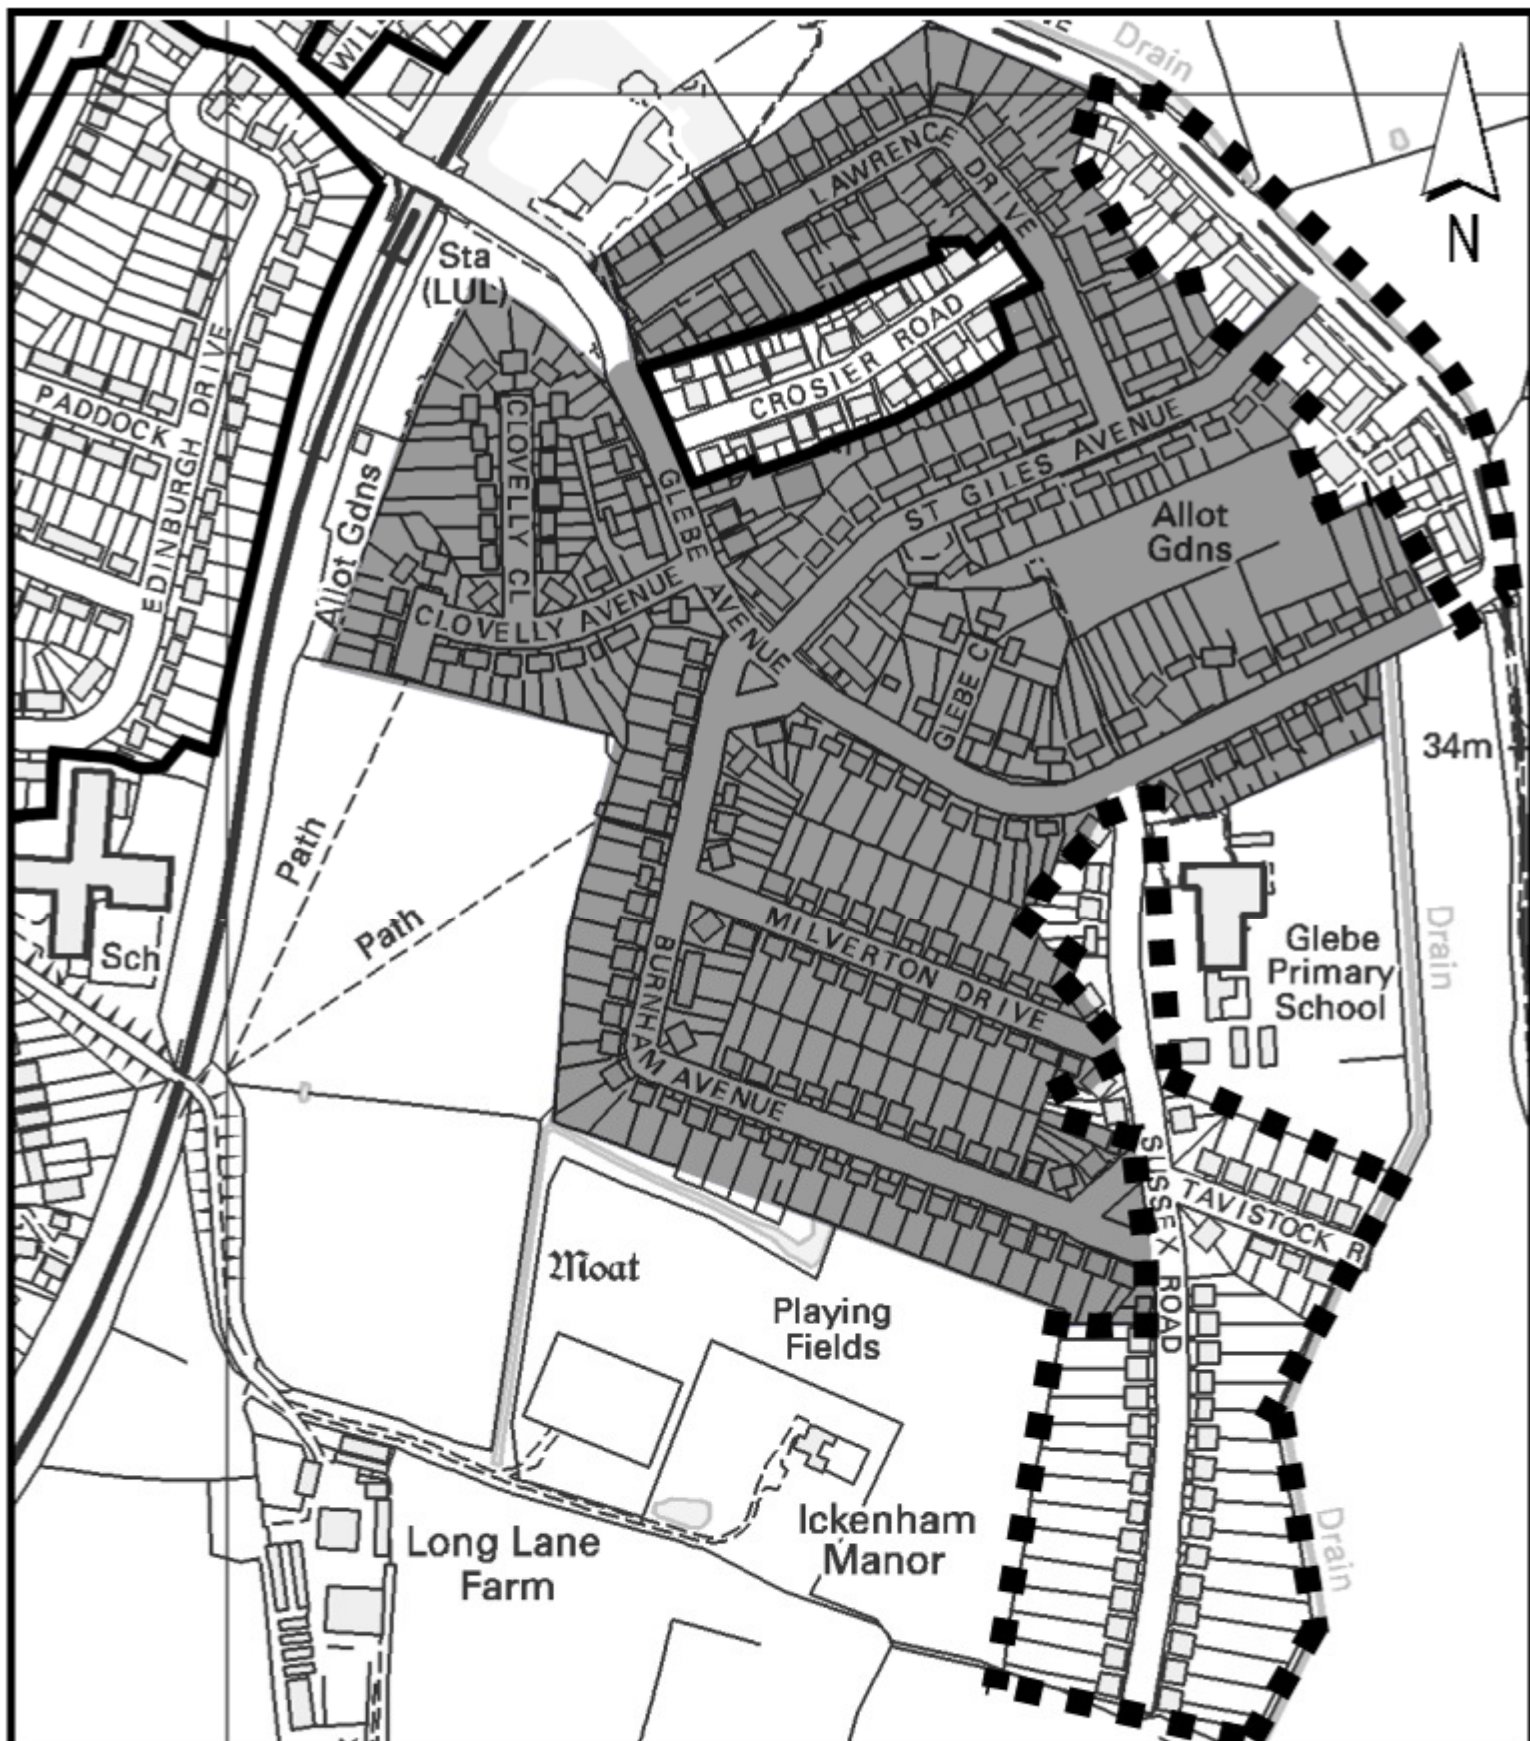 Drain
N
LAWRENCE DRIVE
Sta
(LUL)
CROSIER ROAD
PADDOCK
EDINBURGH DRIVE
Allot Gdns
CLOVELLY CL
GLEBE AVENUE
ST GILES AVENUE
Allot
Gdns
CLOVELLY AVENUE
GLEBE C
34m
Path
Path
Sch
MILVERTON DRIVE
BURNHAM AVENUE
Glebe
Primary
School
Drain
SUSSEX ROAD
TAVISTOCK R
Moat
Playing
Fields
Ickenham
Manor
Long Lane
Farm
Drain